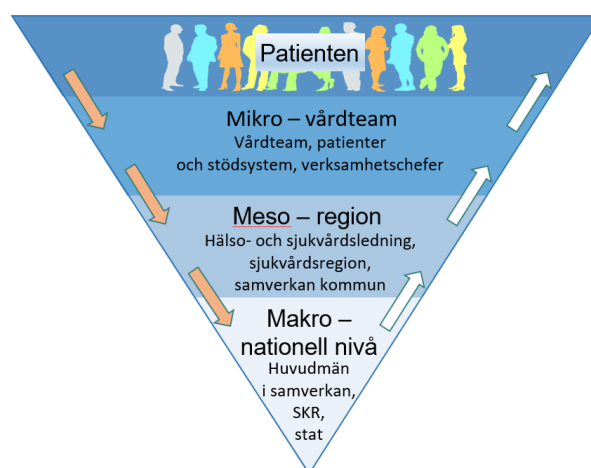 Patienten
Mikro – vårdteam
Vårdteam, patienter
och stödsystem, verksamhetschefer
Meso – region
Hälso- och sjukvårdsledning,
sjukvårdsregion,
samverkan kommun
Makro –
nationell nivå
Huvudmän
i samverkan,
SKR,
stat